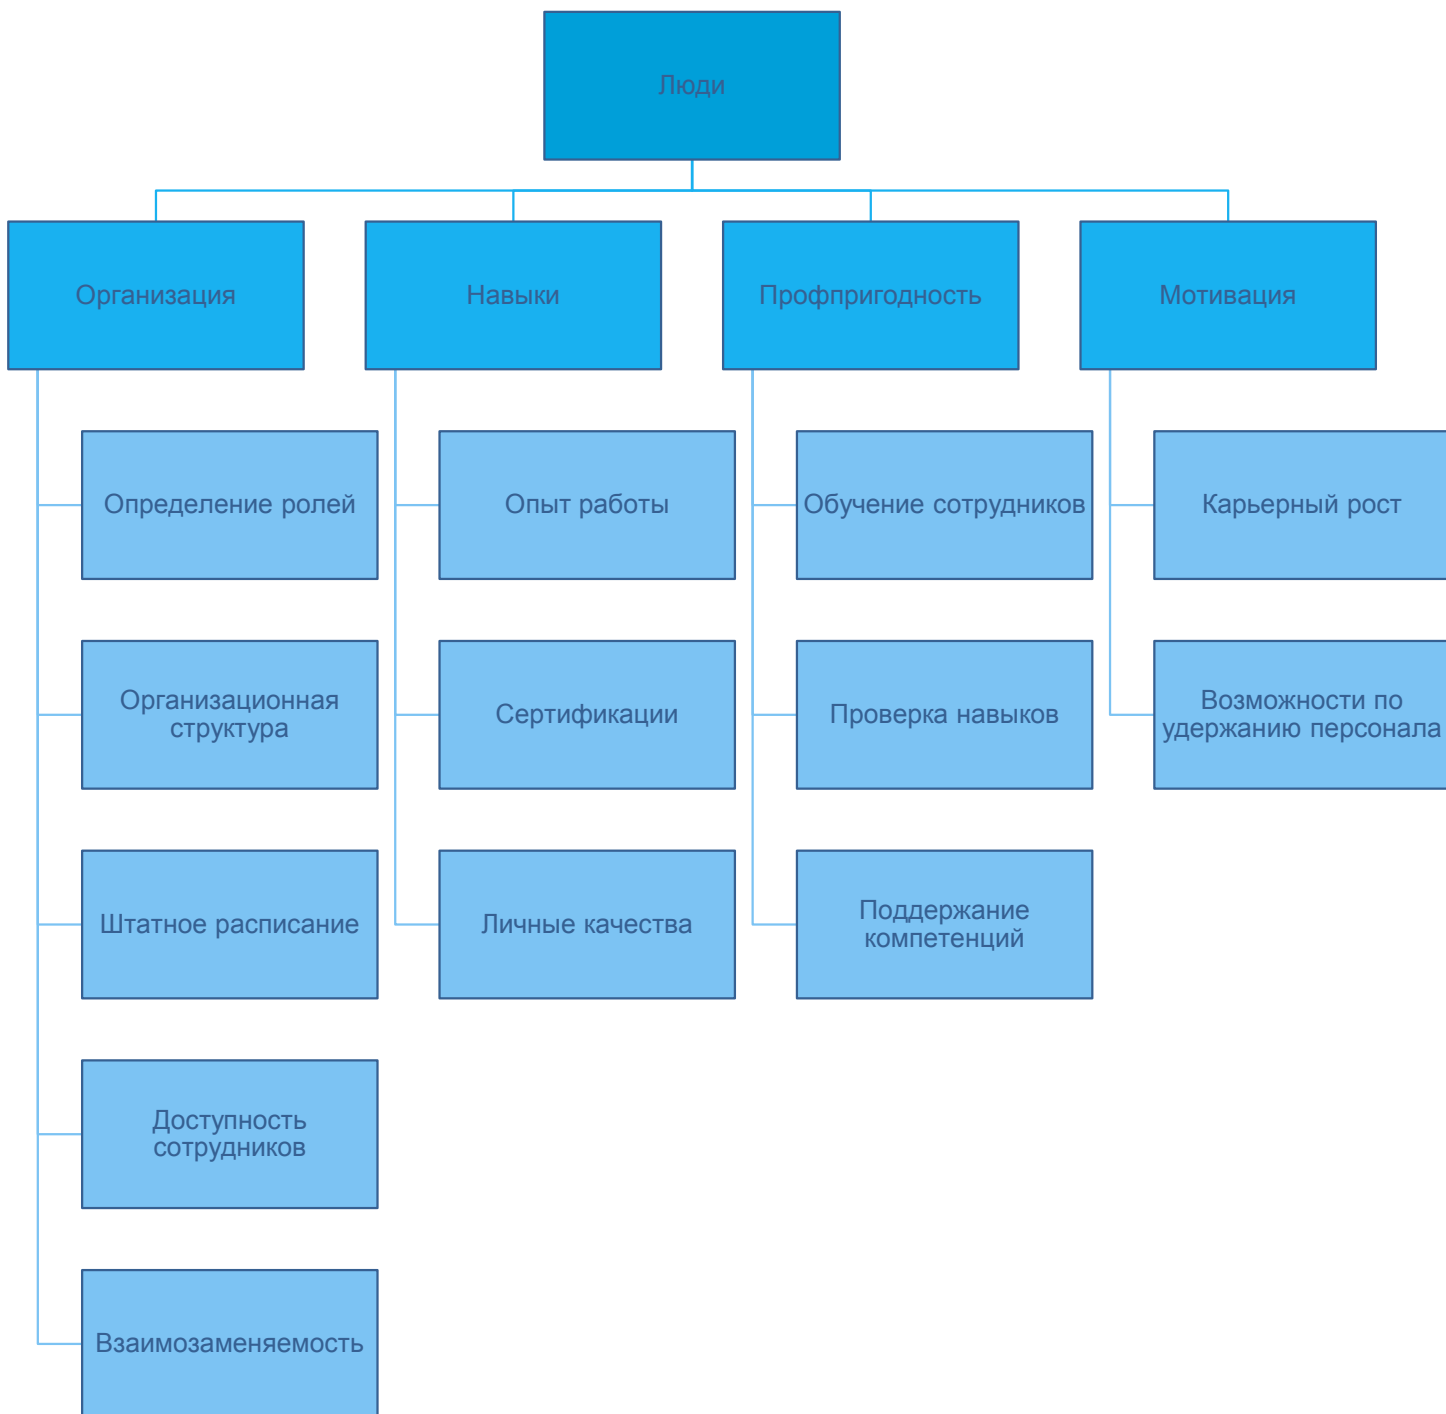 Люди
Организация
Навыки
Профпригодность
Мотивация
Определение ролей
Опыт работы
Обучение сотрудников
Карьерный рост
Организационная
структура
Сертификации
Проверка навыков
Возможности по
удержанию персонала
Штатное расписание
Личные качества
Поддержание
компетенций
Доступность
сотрудников
Взаимозаменяемость